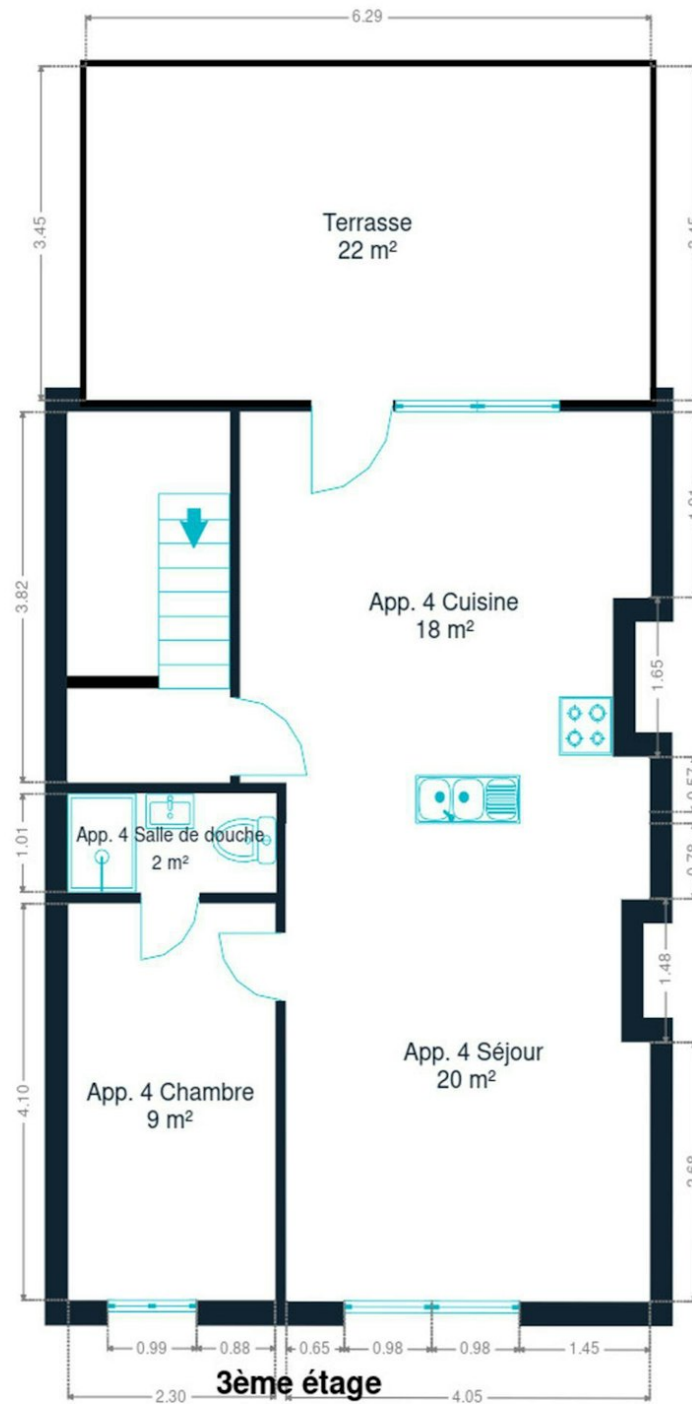 6.29
3.45
Terrasse
22 m²
3.82
App. 4 Cuisine
18 m²
1.65
1.01
App. 4 Salle de douche
2 m²
1.48
4.10
App. 4 Séjour
20 m²
App. 4 Chambre
9 m²
0.99
0.88
0.65
0.98
0.98
1.45
3ème étage
2.30
4.05